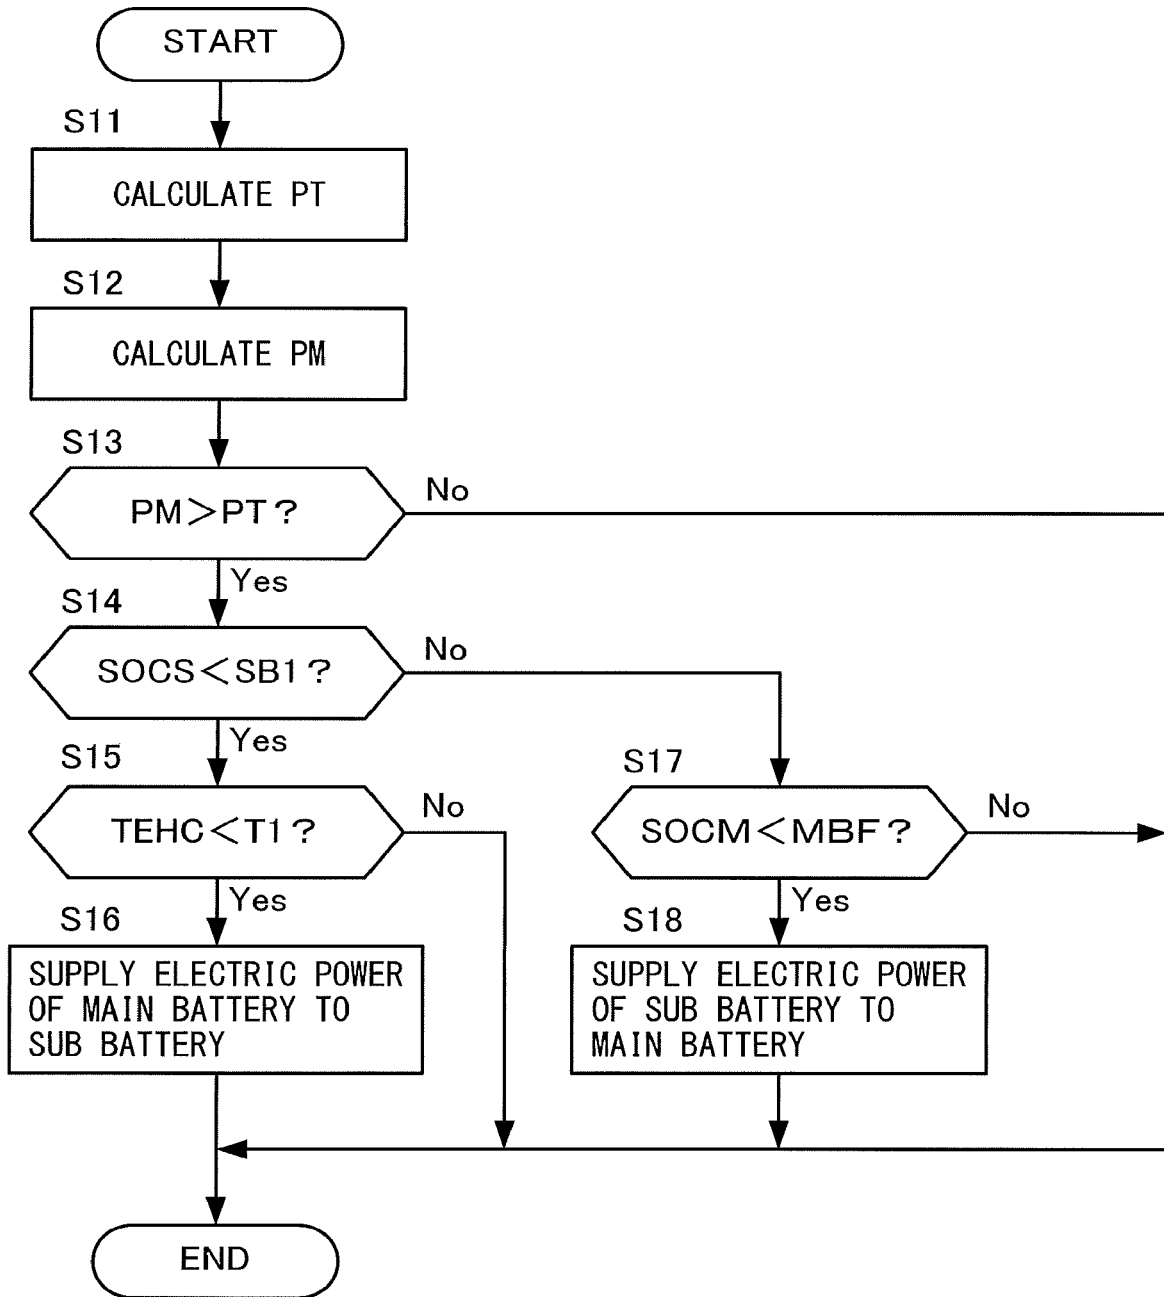 START
S11
CALCULATE PT
S12
CALCULATE PM
S13
PM>PT?
No
Yes
S14
SOCS<SB1?
No
Yes
S15
TEHC<T1?
No
Yes
S17
SOCM<MBF?
No
Yes
S16
SUPPLY ELECTRIC POWER
OF MAIN BATTERY TO
SUB BATTERY
S18
SUPPLY ELECTRIC POWER
OF SUB BATTERY TO
MAIN BATTERY
END